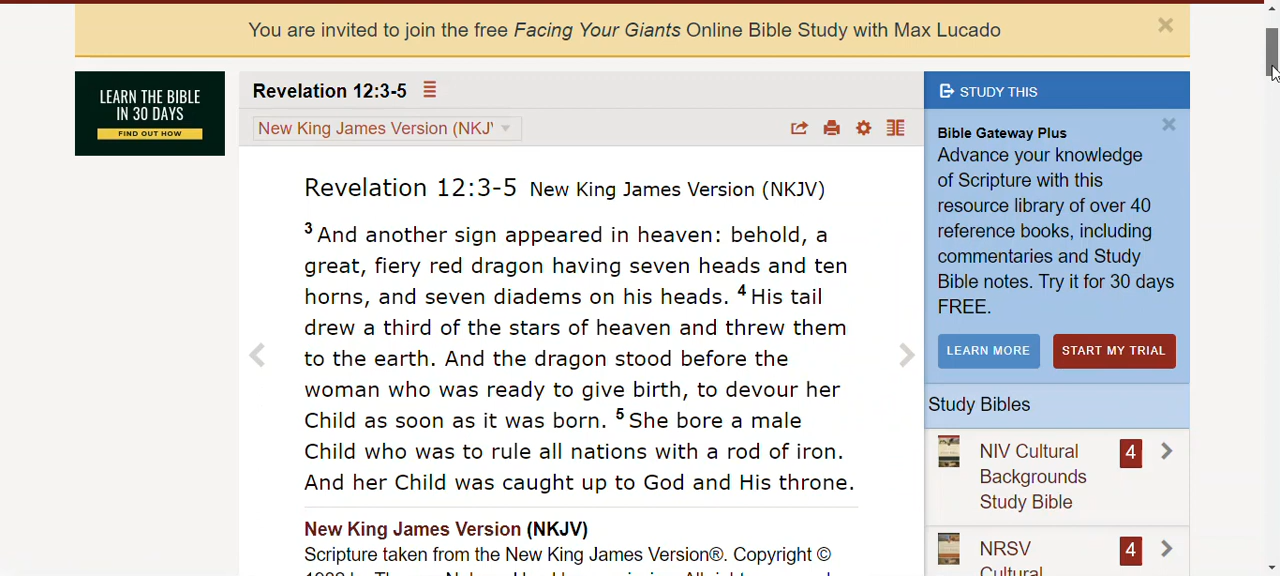 You are invited to join the free Facing Your Giants Online Bible Study with Max Lucado
LEARN THE BIBLE
IN 30 DAYS
FIND OUT HOW
Revelation 12:3-5
New King James Version (NKJV
Revelation 12:3-5 New King James Version (NKJV)
3 And another sign appeared in heaven: behold, a
great, fiery red dragon having seven heads and ten
horns, and seven diadems on his heads. 4 His tail
drew a third of the stars of heaven and threw them
to the earth. And the dragon stood before the
woman who was ready to give birth, to devour her
Child as soon as it was born. 5 She bore a male
Child who was to rule all nations with a rod of iron.
And her Child was caught up to God and His throne.
New King James Version (NKJV)
Scripture taken from the New King James Version®. Copyright ©
STUDY THIS
Bible Gateway Plus
Advance your knowledge
of Scripture with this
resource library of over 40
reference books, including
commentaries and Study
Bible notes. Try it for 30 days
FREE.
LEARN MORE
START MY TRIAL
Study Bibles
NIV Cultural
Backgrounds
Study Bible
4
NRSV
Cultural
4